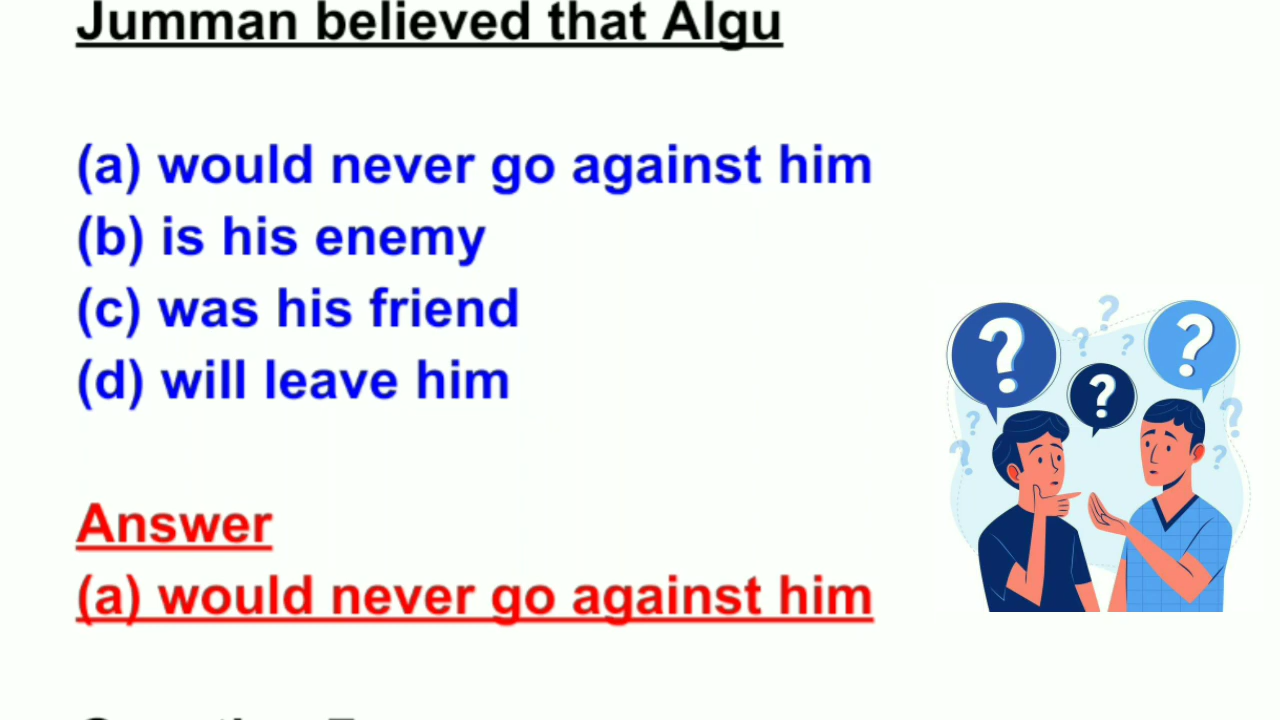 Jumman believed that Algu
(a) would never go against him
(b) is his enemy
(c) was his friend
(d) will leave him
Answer
(a) would never go against him
? ? ?